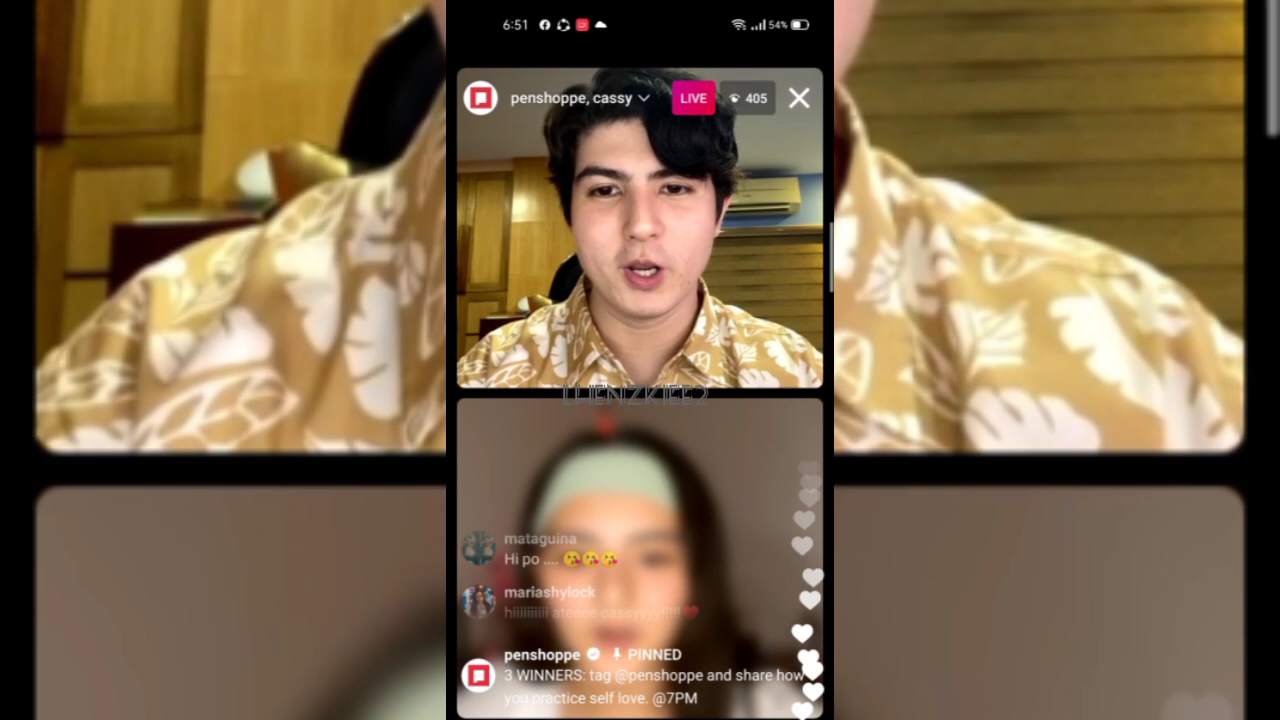 6:51
54%
penshoppe, cassy
LIVE
405
LHENZKIEE2
mataguina
Hi po .... 😘😘😘
mariashylock
penshoppe PINNED
3 WINNERS: tag @penshoppe and share how
you practice self love. @7PM